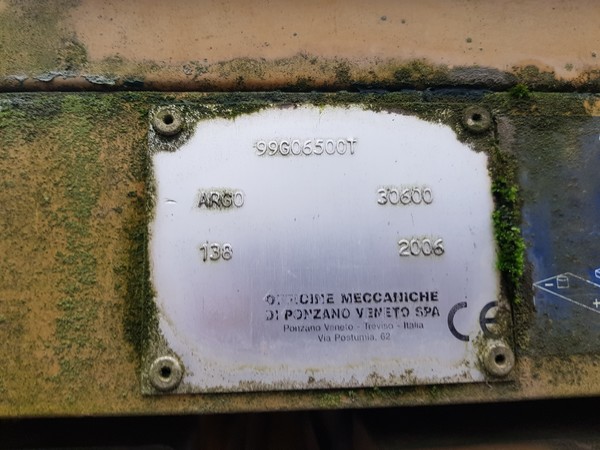 99G06500T
ARGO 30600
138 2006
OFFICINE MECCANICHE
DI PONZANO VENETO SPA
Ponzano Veneto - Treviso - Italia
Via Postumia, 62
CE
- +